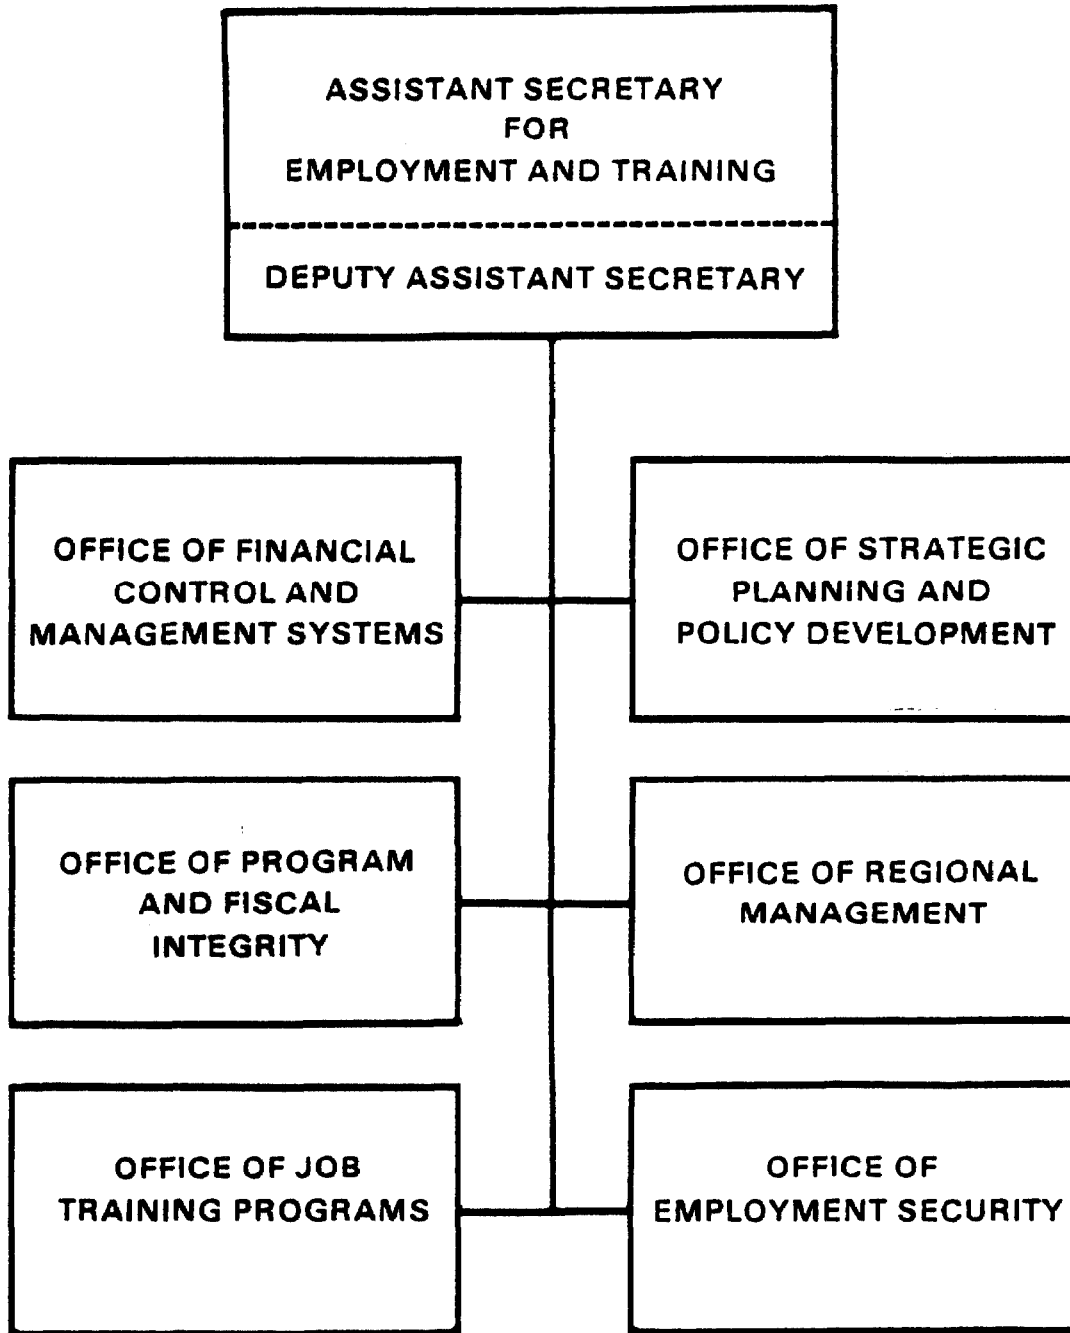 ASSISTANT SECRETARY
FOR
EMPLOYMENT AND TRAINING
DEPUTY ASSISTANT SECRETARY
OFFICE OF FINANCIAL
CONTROL AND
MANAGEMENT SYSTEMS
OFFICE OF STRATEGIC
PLANNING AND
POLICY DEVELOPMENT
OFFICE OF PROGRAM
AND FISCAL
INTEGRITY
OFFICE OF REGIONAL
MANAGEMENT
OFFICE OF JOB
TRAINING PROGRAMS
OFFICE OF
EMPLOYMENT SECURITY